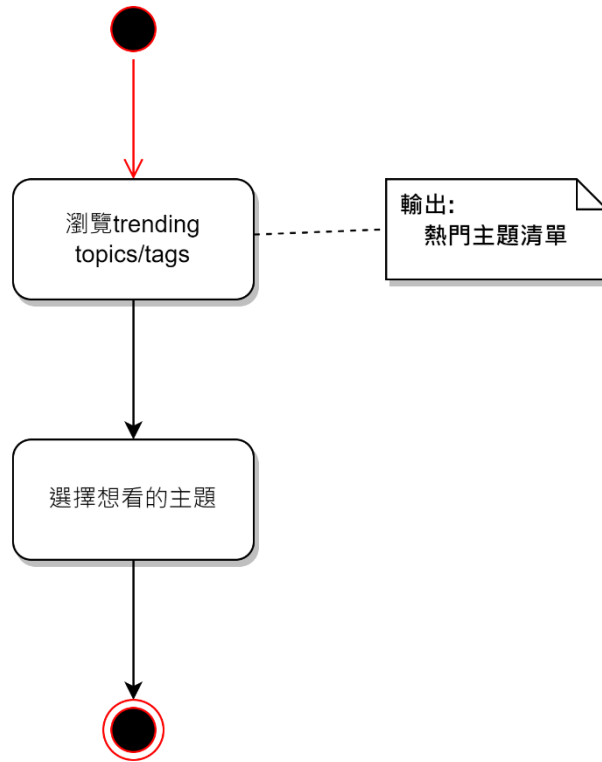 瀏覽trending
topics/tags
輸出:
熱門主題清單
選擇想看的主題